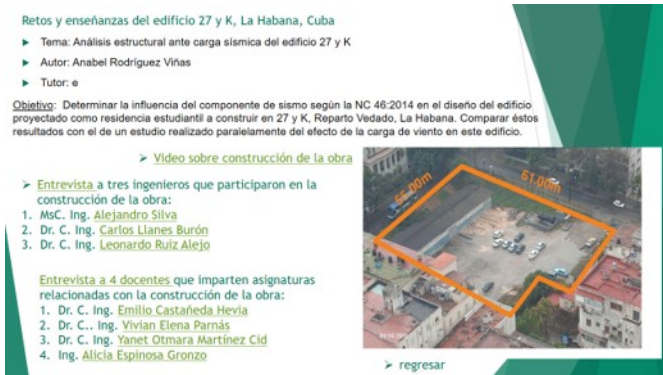 Retos y enseñanzas del edificio 27 y K, La Habana, Cuba
Tema: Análisis estructural ante carga sísmica del edificio 27 y K
Autor: Anabel Rodríguez Viñas
Tutor: e
Objetivo: Determinar la influencia del componente de sismo según la NC 46:2014 en el diseño del edificio
proyectado como residencia estudiantil a construir en 27 y K, Reparto Vedado, La Habana. Comparar éstos
resultados con el de un estudio realizado paralelamente del efecto de la carga de viento en este edificio.
Video sobre construcción de la obra
Entrevista a tres ingenieros que participaron en la
construcción de la obra:
1. MsC. Ing. Alejandro Silva
2. Dr. C. Ing. Carlos Llanes Burón
3. Dr. C. Ing. Leonardo Ruiz Alejo
Entrevista a 4 docentes que imparten asignaturas
relacionadas con la construcción de la obra:
1. Dr. C. Ing. Emilio Castañeda Hevia
2. Dr. C.. Ing. Vivian Elena Parnás
3. Dr. C. Ing. Yanet Otmara Martínez Cid
4. Ing. Alicia Espinosa Gronzo
61.00m
regresar